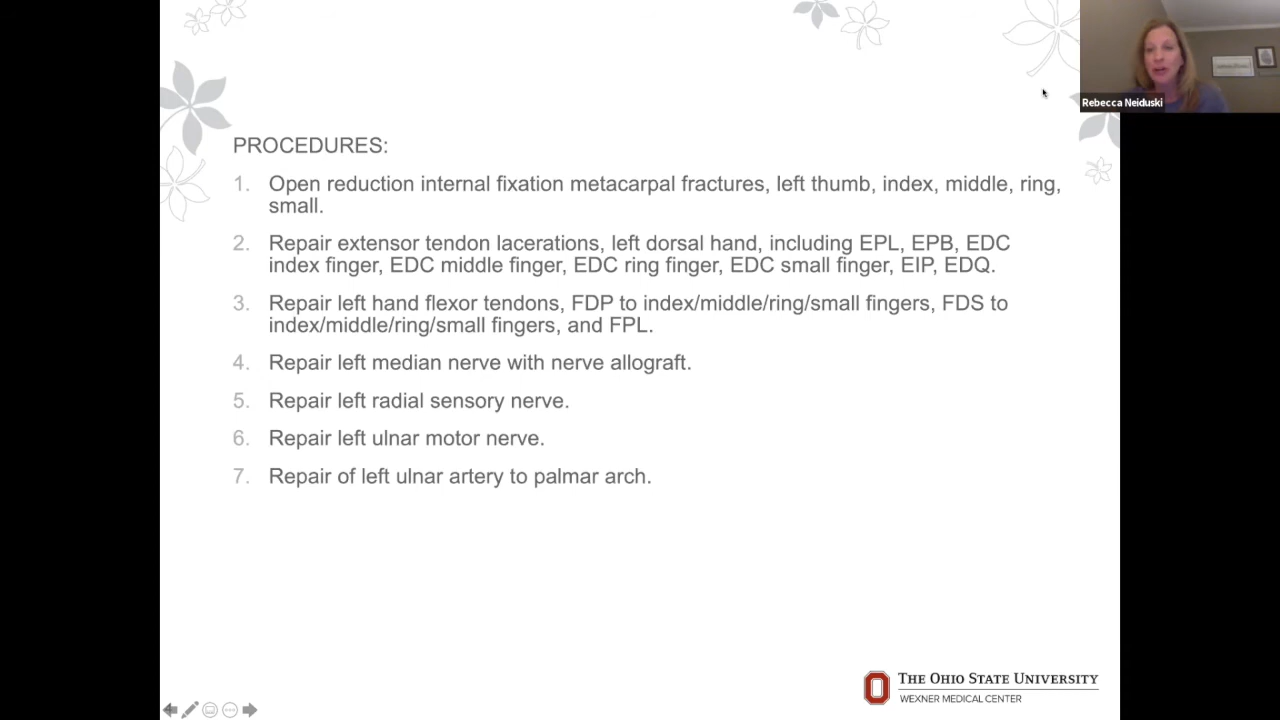 Rebecca Neiduski
PROCEDURES:
1. Open reduction internal fixation metacarpal fractures, left thumb, index, middle, ring,
small.
2. Repair extensor tendon lacerations, left dorsal hand, including EPL, EPB, EDC
index finger, EDC middle finger, EDC ring finger, EDC small finger, EIP, EDQ.
3. Repair left hand flexor tendons, FDP to index/middle/ring/small fingers, FDS to
index/middle/ring/small fingers, and FPL.
4. Repair left median nerve with nerve allograft.
5. Repair left radial sensory nerve.
6. Repair left ulnar motor nerve.
7. Repair of left ulnar artery to palmar arch.
THE OHIO STATE UNIVERSITY
WEXNER MEDICAL CENTER